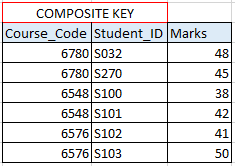 COMPOSITE KEY
Course_Code Student_ID Marks
6780 S032 48
6780 S270 45
6548 S100 38
6548 S101 42
6576 S102 41
6576 S103 50